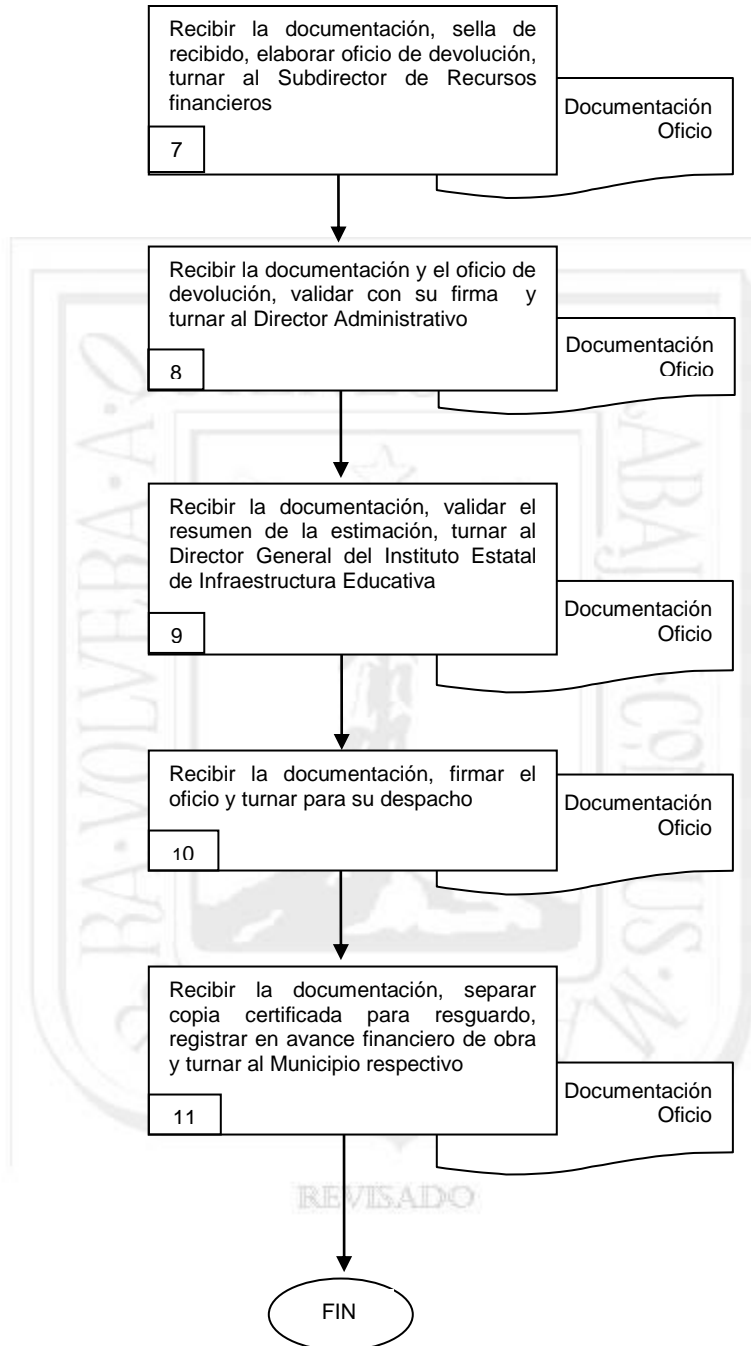 Recibir la documentación, sella de
recibido, elaborar oficio de devolución,
turnar al Subdirector de Recursos
financieros
7
Documentación
Oficio
Recibir la documentación y el oficio de
devolución, validar con su firma y
turnar al Director Administrativo
8
Documentación
Oficio
Recibir la documentación, validar el
resumen de la estimación, turnar al
Director General del Instituto Estatal
de Infraestructura Educativa
9
Documentación
Oficio
Recibir la documentación, firmar el
oficio y turnar para su despacho
10
Documentación
Oficio
Recibir la documentación, separar
copia certificada para resguardo,
registrar en avance financiero de obra
y turnar al Municipio respectivo
11
Documentación
Oficio
REVISADO
FIN